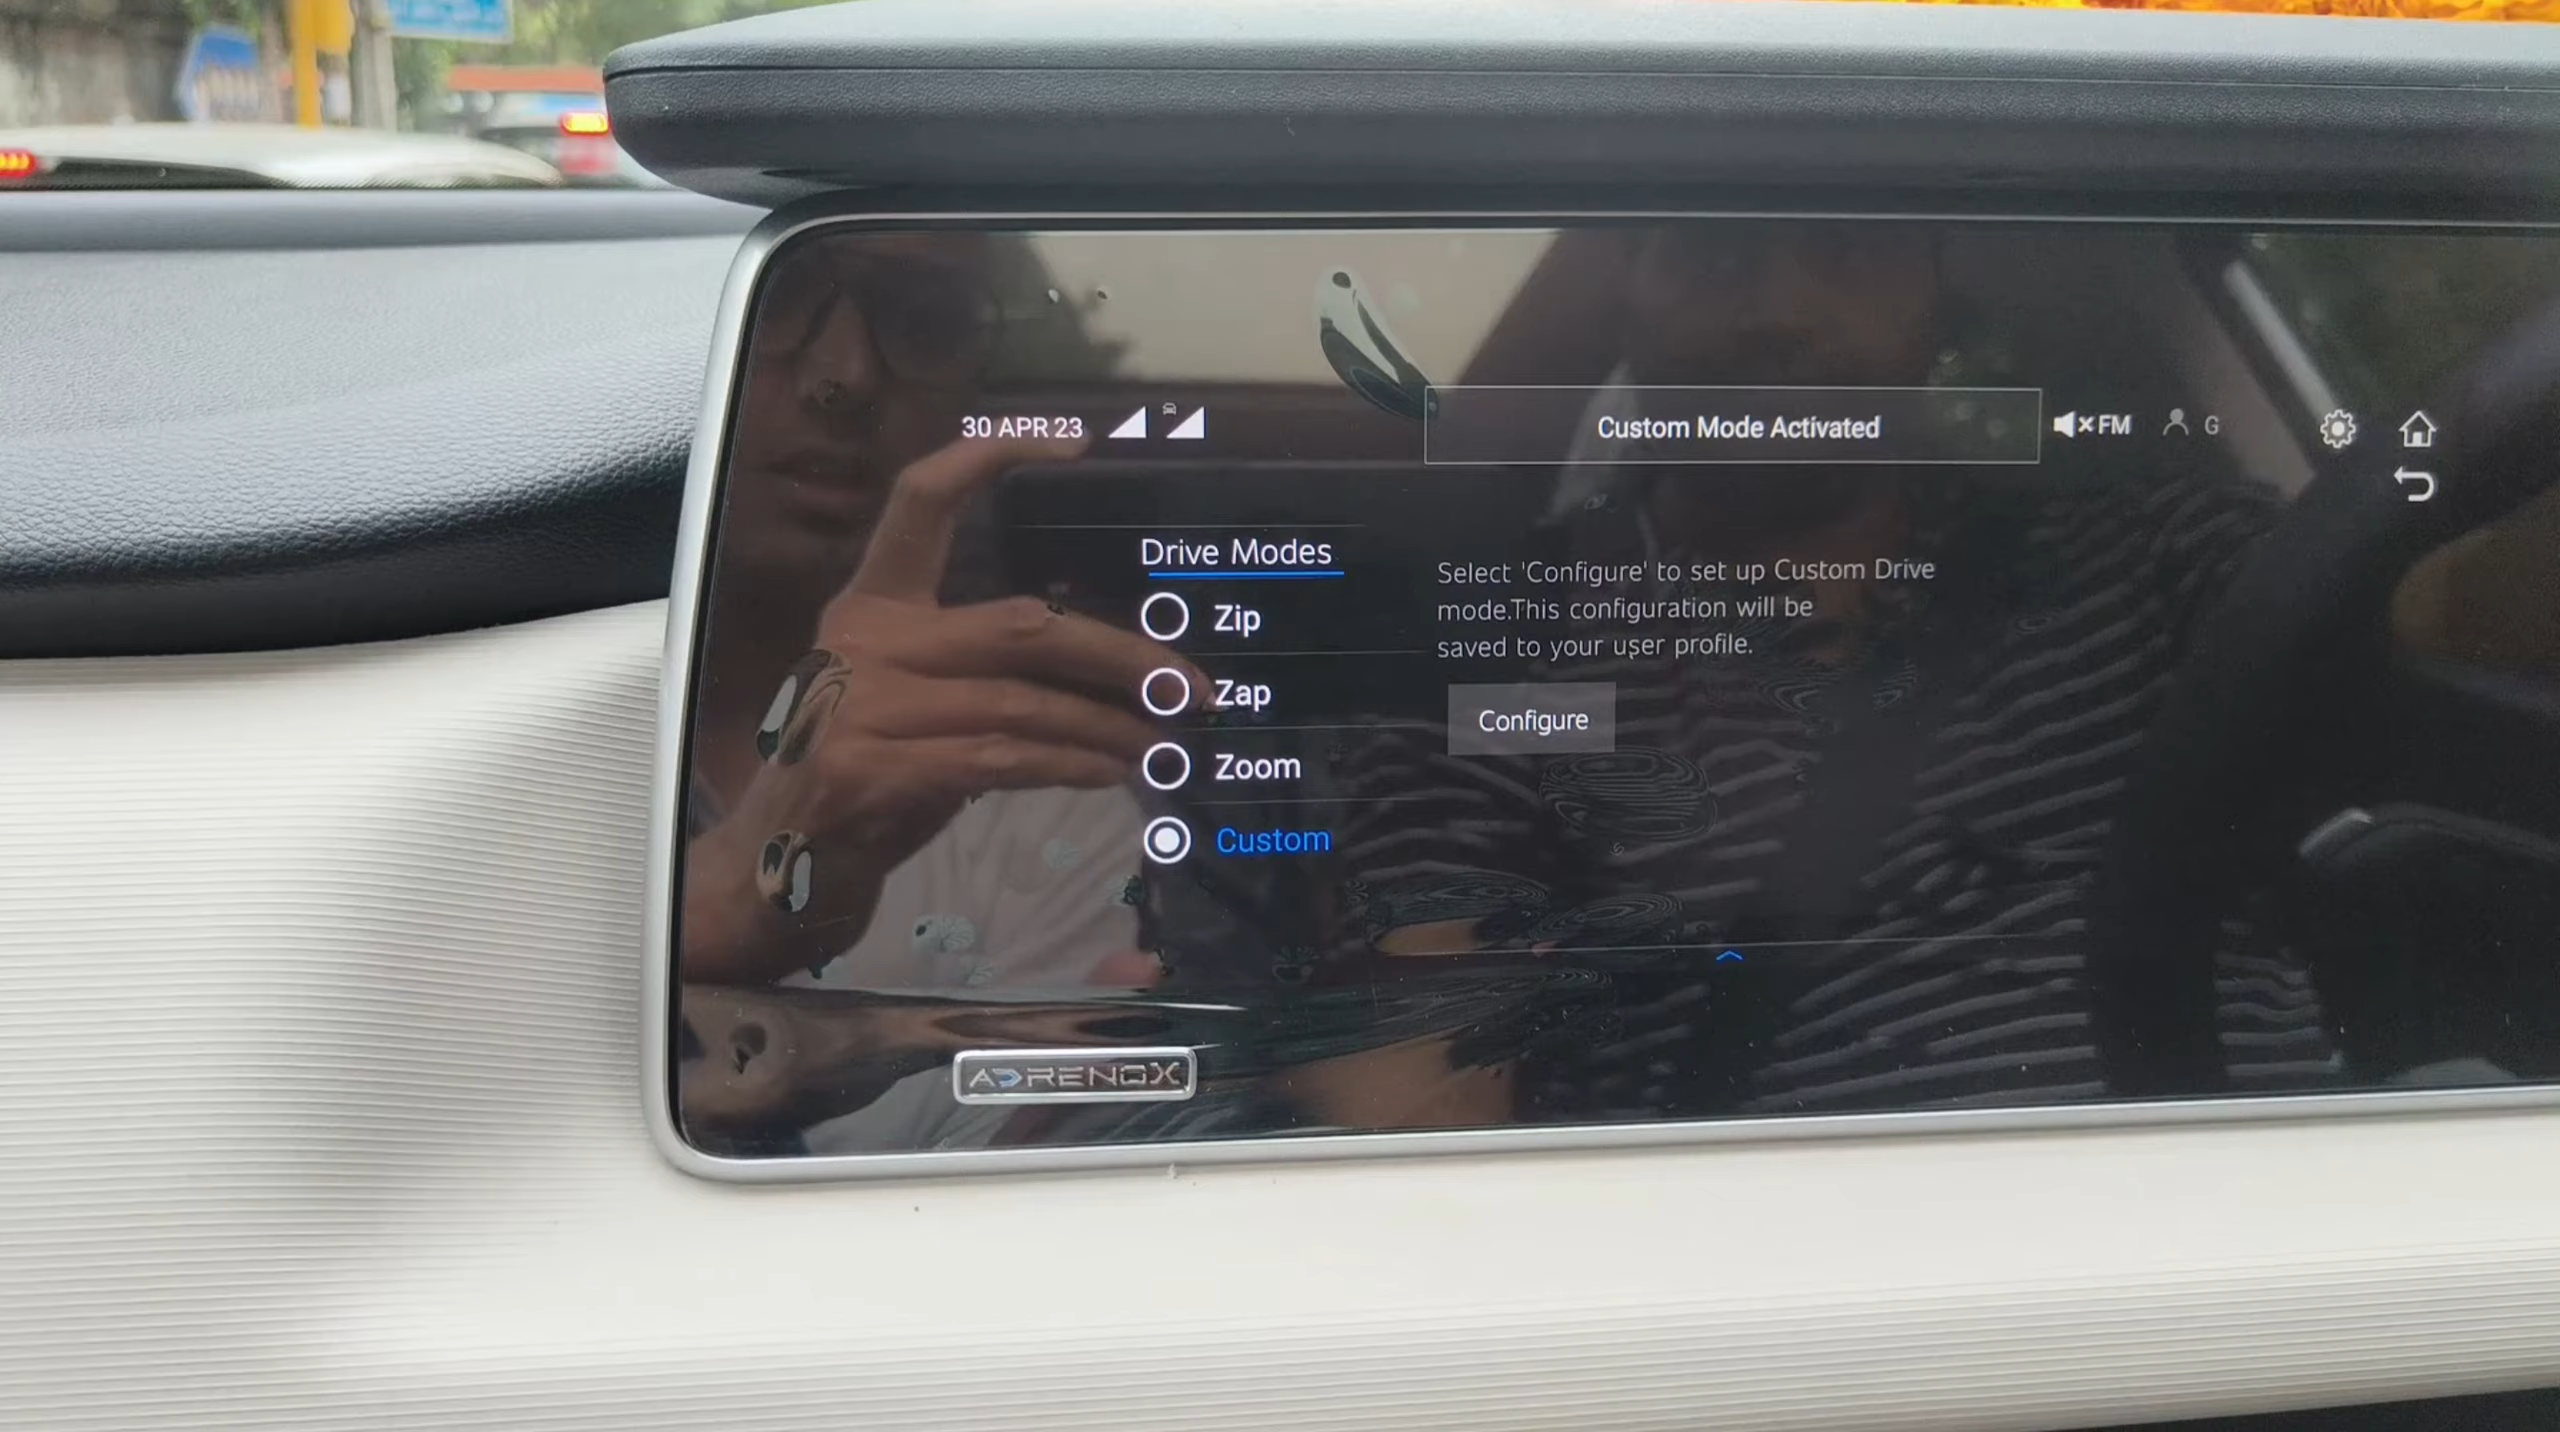 30 APR 23
Custom Mode Activated
FM
G
Drive Modes
Zip
Zap
Zoom
Custom
Select 'Configure' to set up Custom Drive
mode.This configuration will be
saved to your user profile.
Configure
ADRENOX